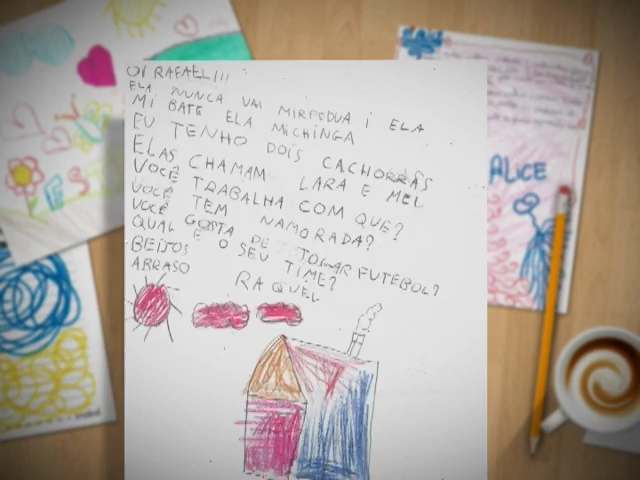 OI RAFAEL!!!
ELA NUNCA VAI MIRPEDUA I ELA
MI BATE ELA MICHINGA
EU TENHO DOIS CACHORRAS
ELAS CHAMAM LARA E MEL
VOCÊ TRABALHA COM QUE?
VOCÊ TEM NAMORADA?
VOCÊ GOSTA DE JOGAR FUTEBOL?
QUAL É O SEU TIME?
BEIJOS
ABRASO
RAQUEL
ALICE